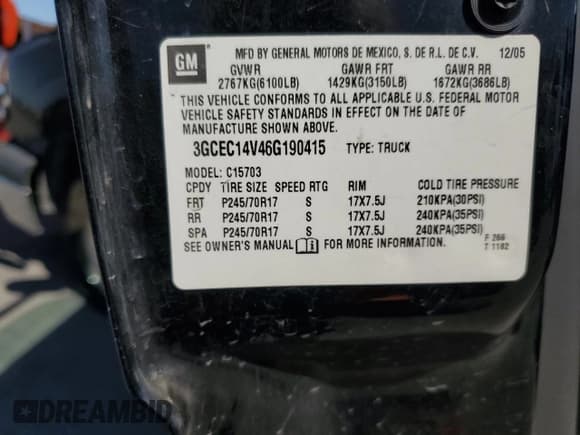 GM
MFD BY GENERAL MOTORS DE MEXICO, S. DE R.L. DE C.V. 12/05
GVWR GAWR FRT GAWR RR
2767KG(6100LB) 1429KG(3150LB) 1672KG(3686LB)
THIS VEHICLE CONFORMS TO ALL APPLICABLE U.S. FEDERAL MOTOR
VEHICLE SAFETY STANDARDS IN EFFECT ON THE DATE OF
MANUFACTURE SHOWN ABOVE.
3GCEC14V46G190415 TYPE: TRUCK
MODEL: C15703
CPDY TIRE SIZE SPEED RTG RIM COLD TIRE PRESSURE
FRT P245/70R17 S 17X7.5J 210KPA(30PSI)
RR P245/70R17 S 17X7.5J 240KPA(35PSI)
SPA P245/70R17 S 17X7.5J 240KPA(35PSI)
SEE OWNER'S MANUAL FOR MORE INFORMATION.
F 266
T 1182
DREAMBID